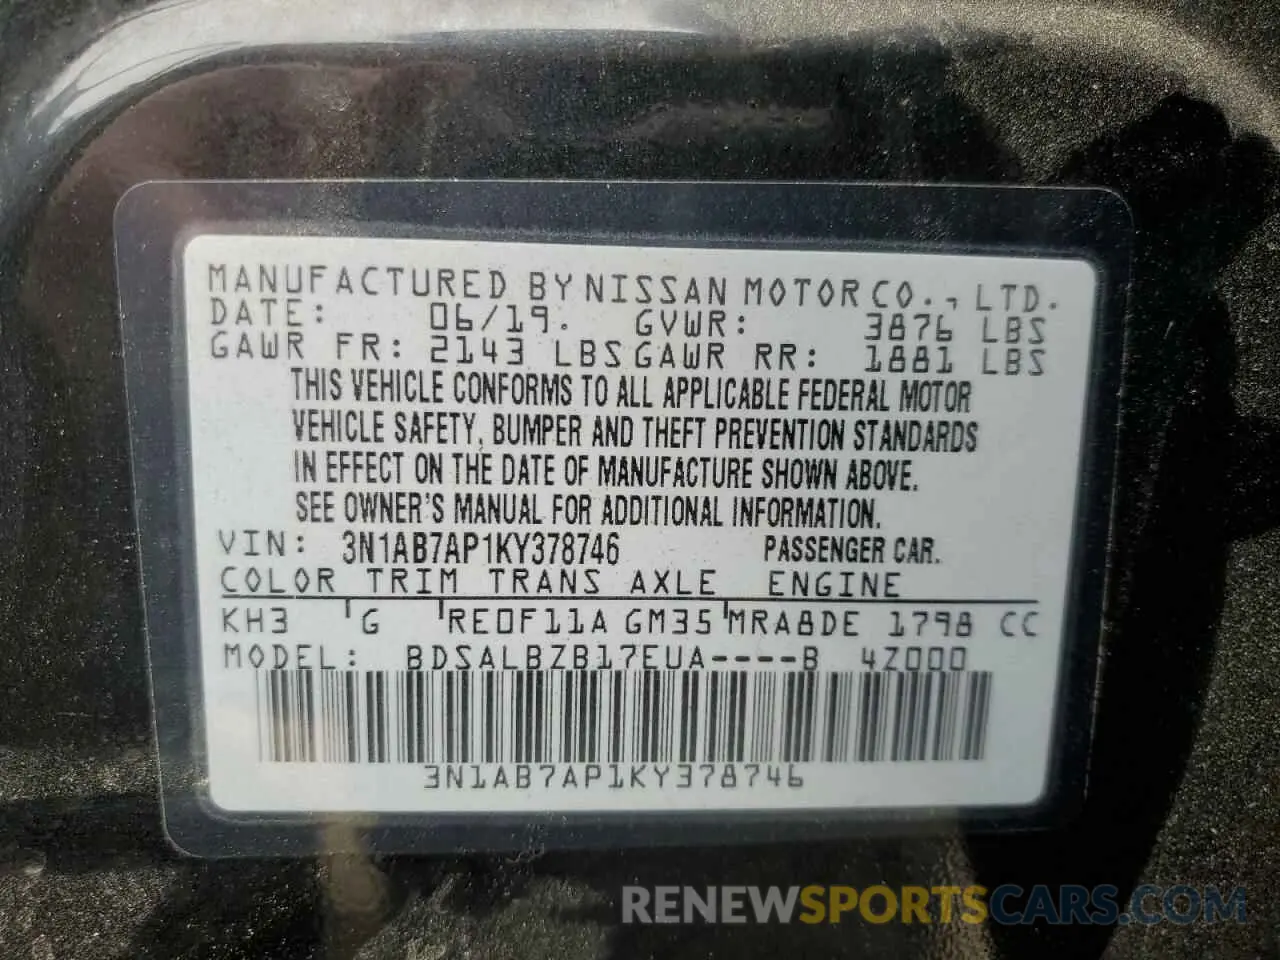 MANUFACTURED BY NISSAN MOTOR CO., LTD.
DATE: 06/19. GVWR: 3876 LBS
GAWR FR: 2143 LBS GAWR RR: 1881 LBS
THIS VEHICLE CONFORMS TO ALL APPLICABLE FEDERAL MOTOR
VEHICLE SAFETY, BUMPER AND THEFT PREVENTION STANDARDS
IN EFFECT ON THE DATE OF MANUFACTURE SHOWN ABOVE.
SEE OWNER'S MANUAL FOR ADDITIONAL INFORMATION.
VIN: 3N1AB7AP1KY378746 PASSENGER CAR.
COLOR TRIM TRANS AXLE ENGINE
KH3 G RE0F11A GM35 MRA8DE 1798 CC
MODEL: BDSALBZB17EUA----B 4Z000
3N1AB7AP1KY378746
RENEWSPORTSCARS.COM